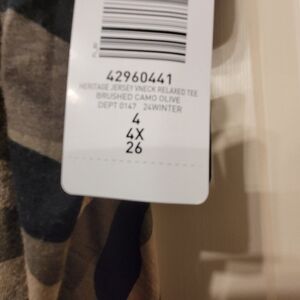 42960441
HERITAGE JERSEY VNECK RELAXED TEE
BRUSHED CAMO OLIVE
DEPT 0147 24WINTER
4
4X
26